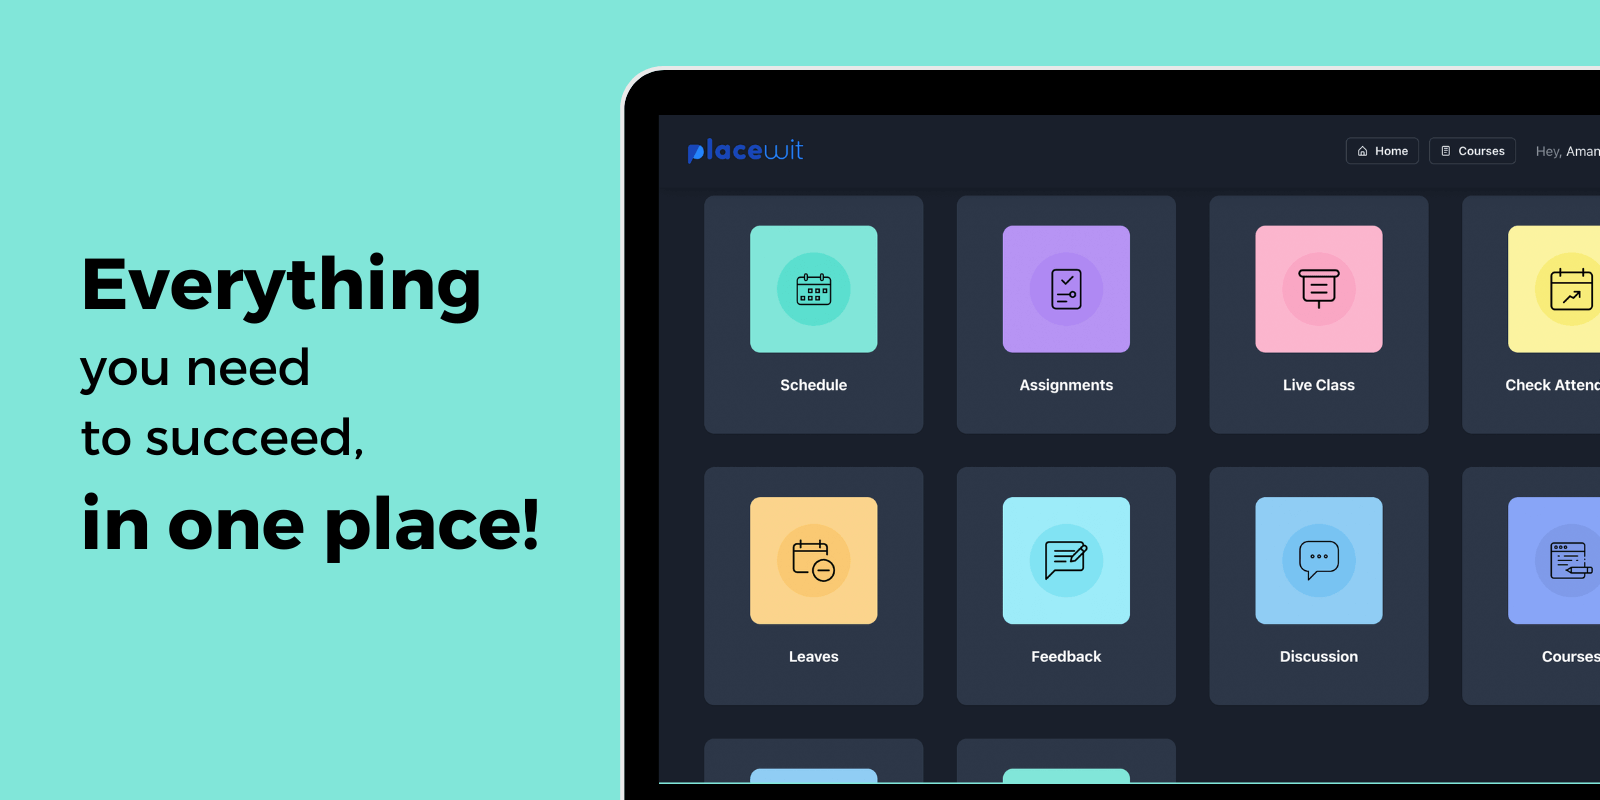 Everything
you need
to succeed,
in one place!
placewit
Home
Courses
Hey, Aman
Schedule
Assignments
Live Class
Check Attend
Leaves
Feedback
Discussion
Courses